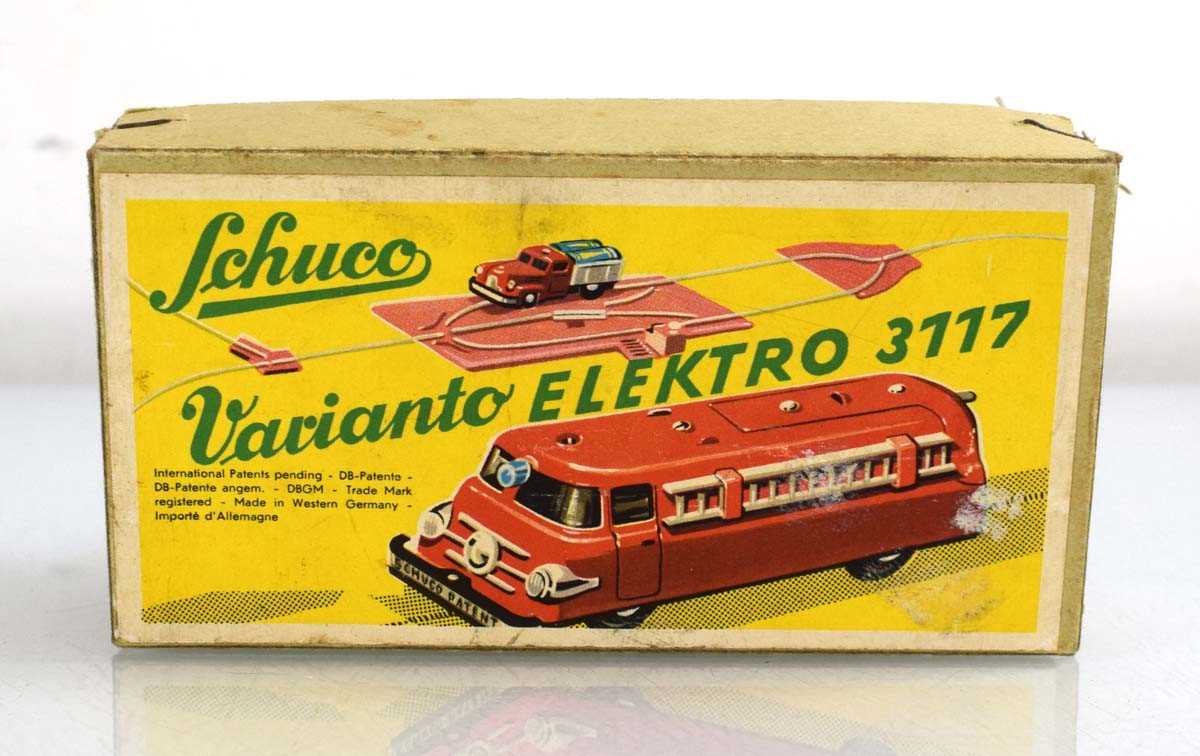 Schuco
Varianto ELEKTRO 3117
International Patents pending - DB-Patente -
DB-Patente angem. - DBGM - Trade Mark
registered - Made in Western Germany -
Importé d'Allemagne
SCHUCO PATENT